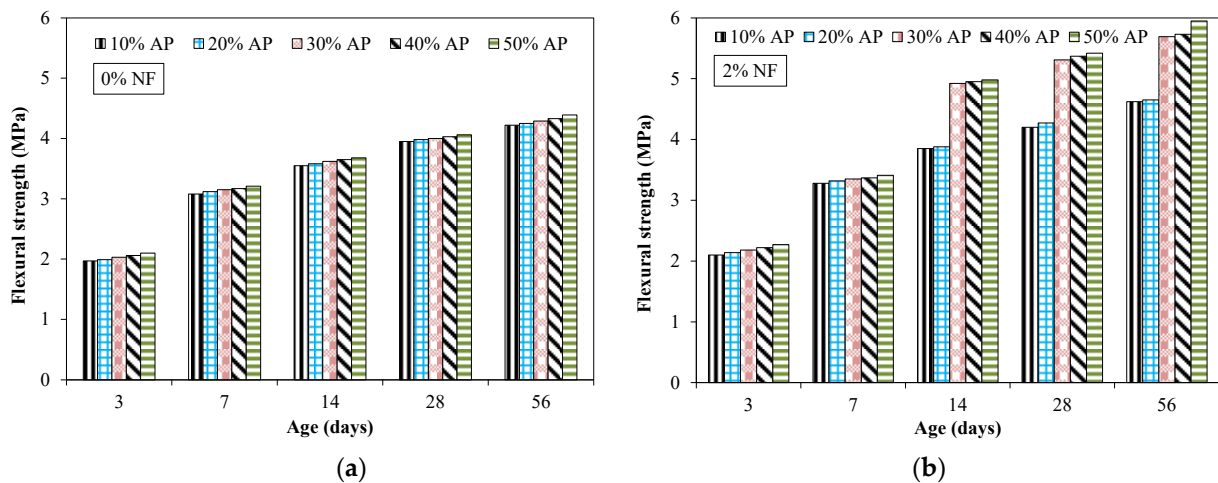 6
5
4
3
2
1
0
Flexural strength (MPa)
10% AP 20% AP 30% AP 40% AP 50% AP
0% NF
3 7 14 28 56
Age (days)
(a)
6
5
4
3
2
1
0
Flexural strength (MPa)
10% AP 20% AP 30% AP 40% AP 50% AP
2% NF
3 7 14 28 56
Age (days)
(b)